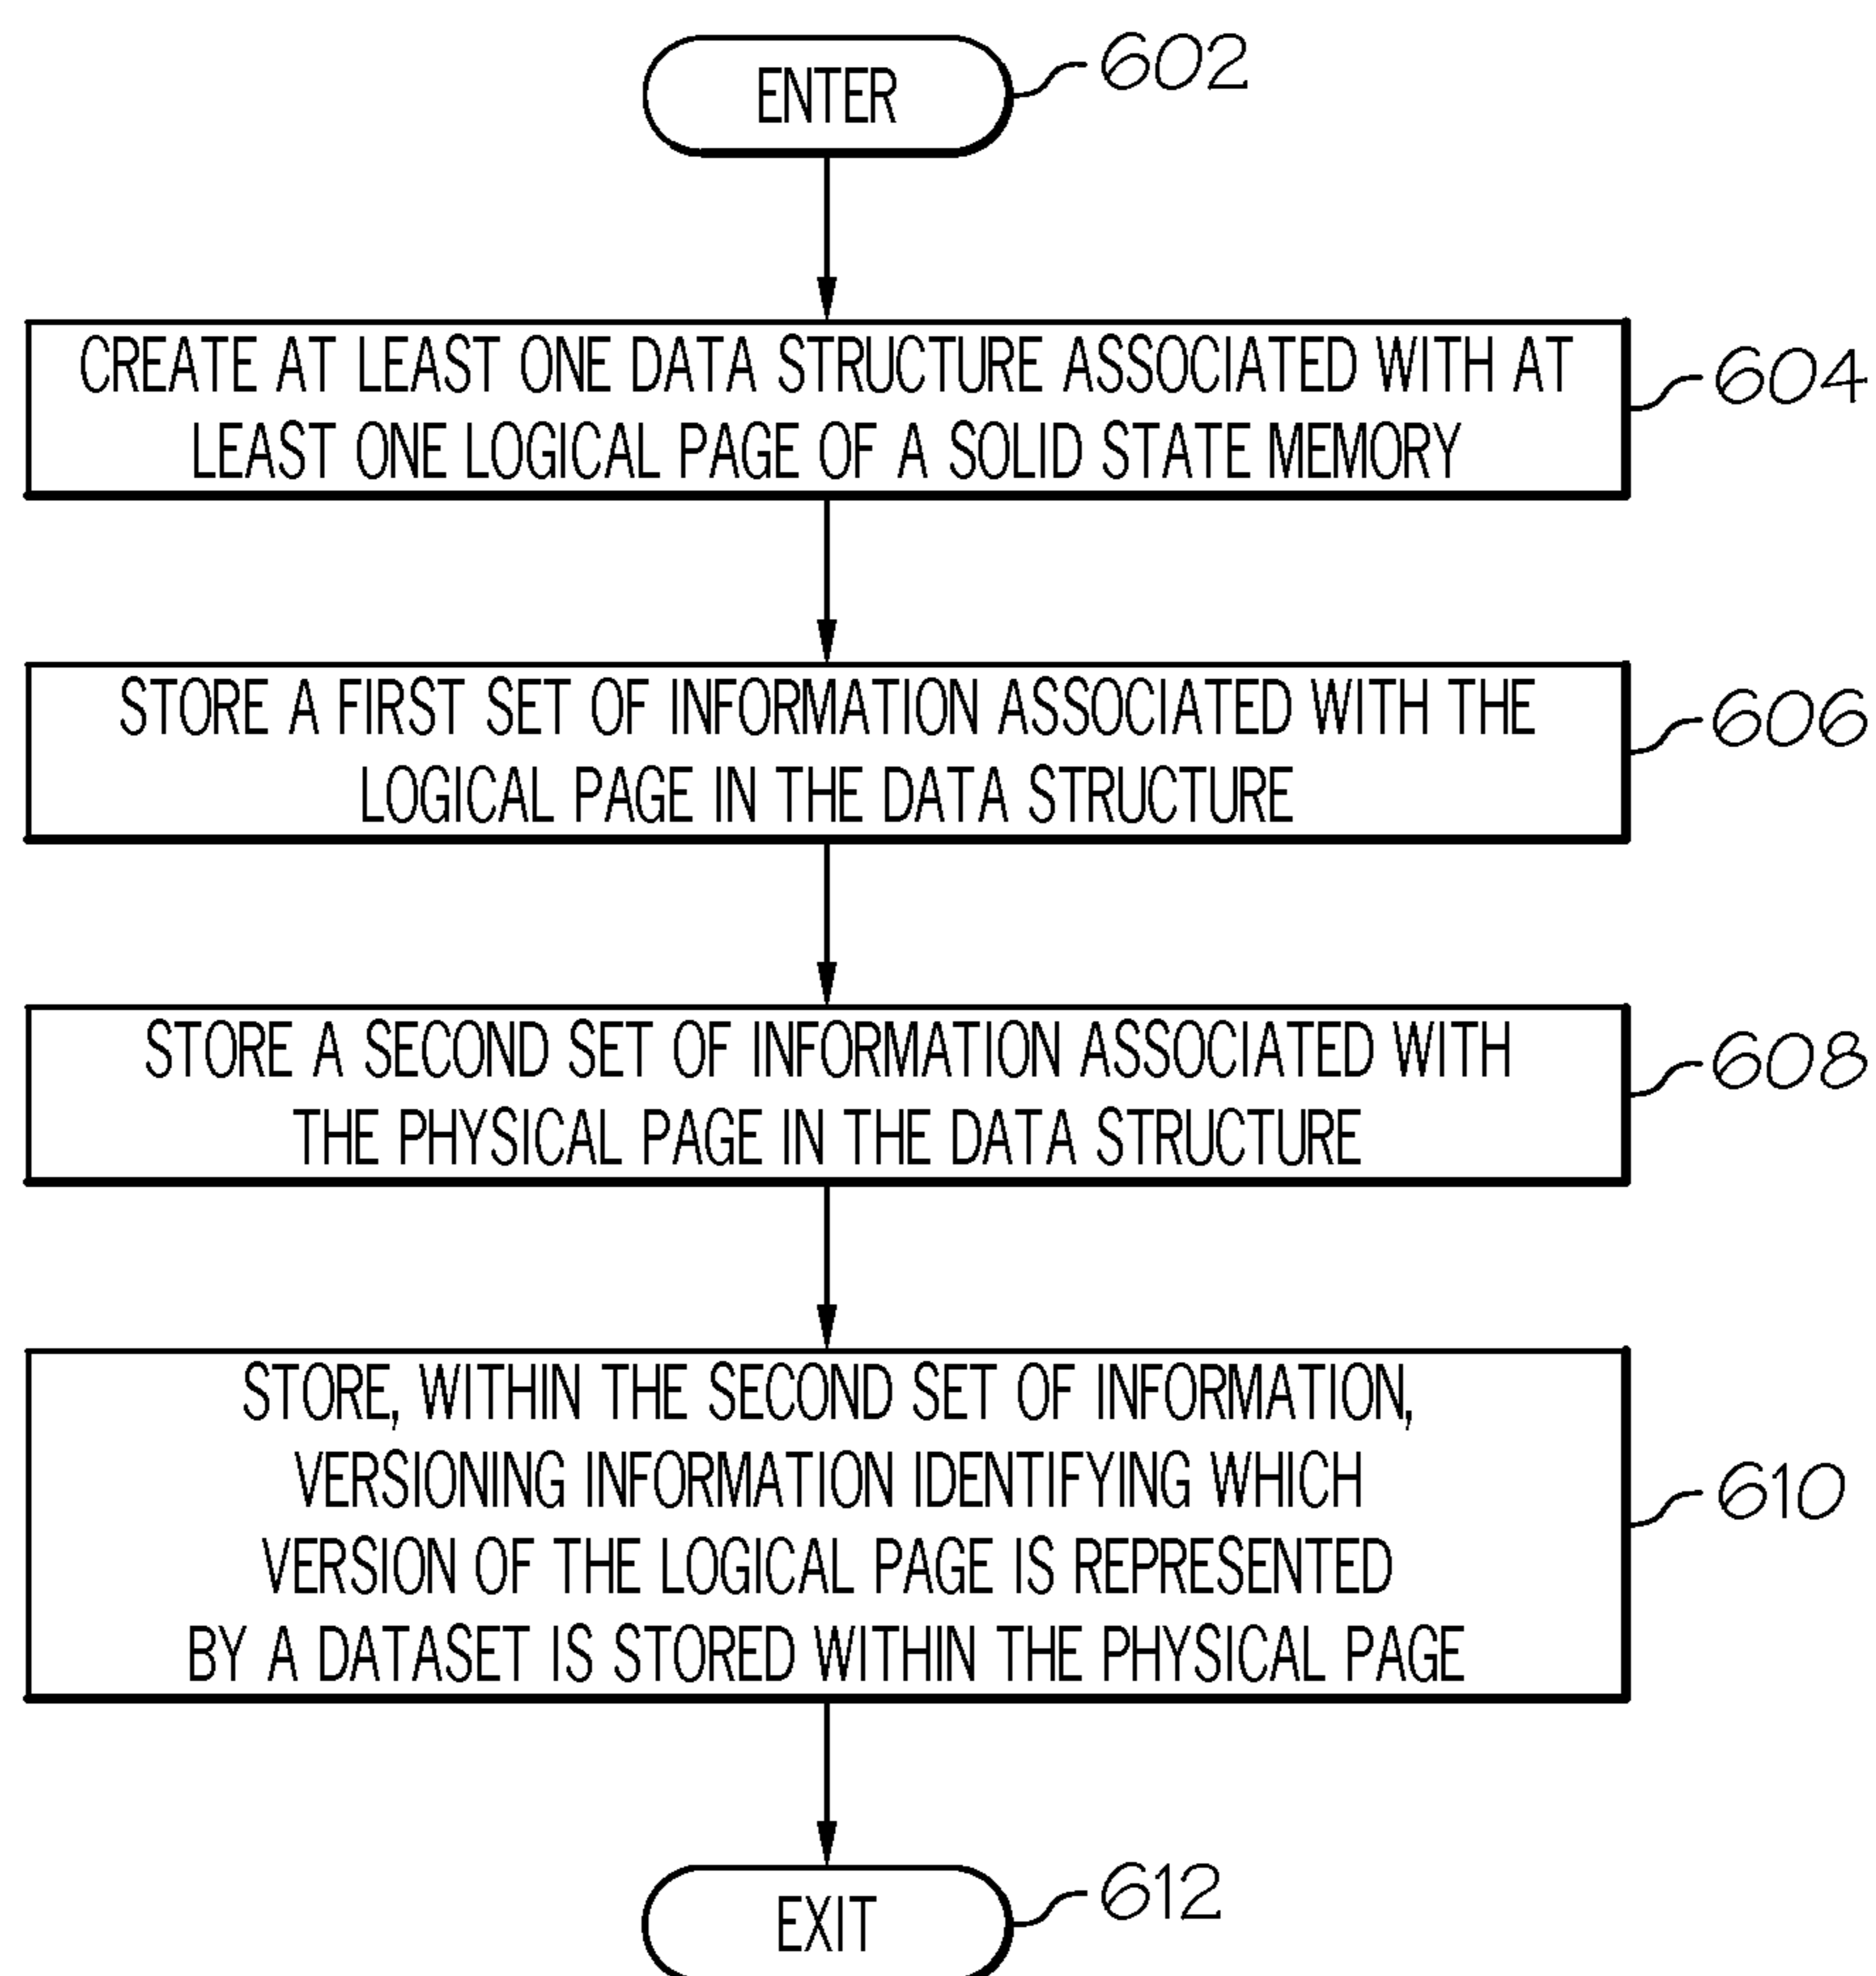 ENTER
602
CREATE AT LEAST ONE DATA STRUCTURE ASSOCIATED WITH AT
LEAST ONE LOGICAL PAGE OF A SOLID STATE MEMORY
604
STORE A FIRST SET OF INFORMATION ASSOCIATED WITH THE
LOGICAL PAGE IN THE DATA STRUCTURE
606
STORE A SECOND SET OF INFORMATION ASSOCIATED WITH
THE PHYSICAL PAGE IN THE DATA STRUCTURE
608
STORE, WITHIN THE SECOND SET OF INFORMATION,
VERSIONING INFORMATION IDENTIFYING WHICH
VERSION OF THE LOGICAL PAGE IS REPRESENTED
BY A DATASET IS STORED WITHIN THE PHYSICAL PAGE
610
EXIT
612